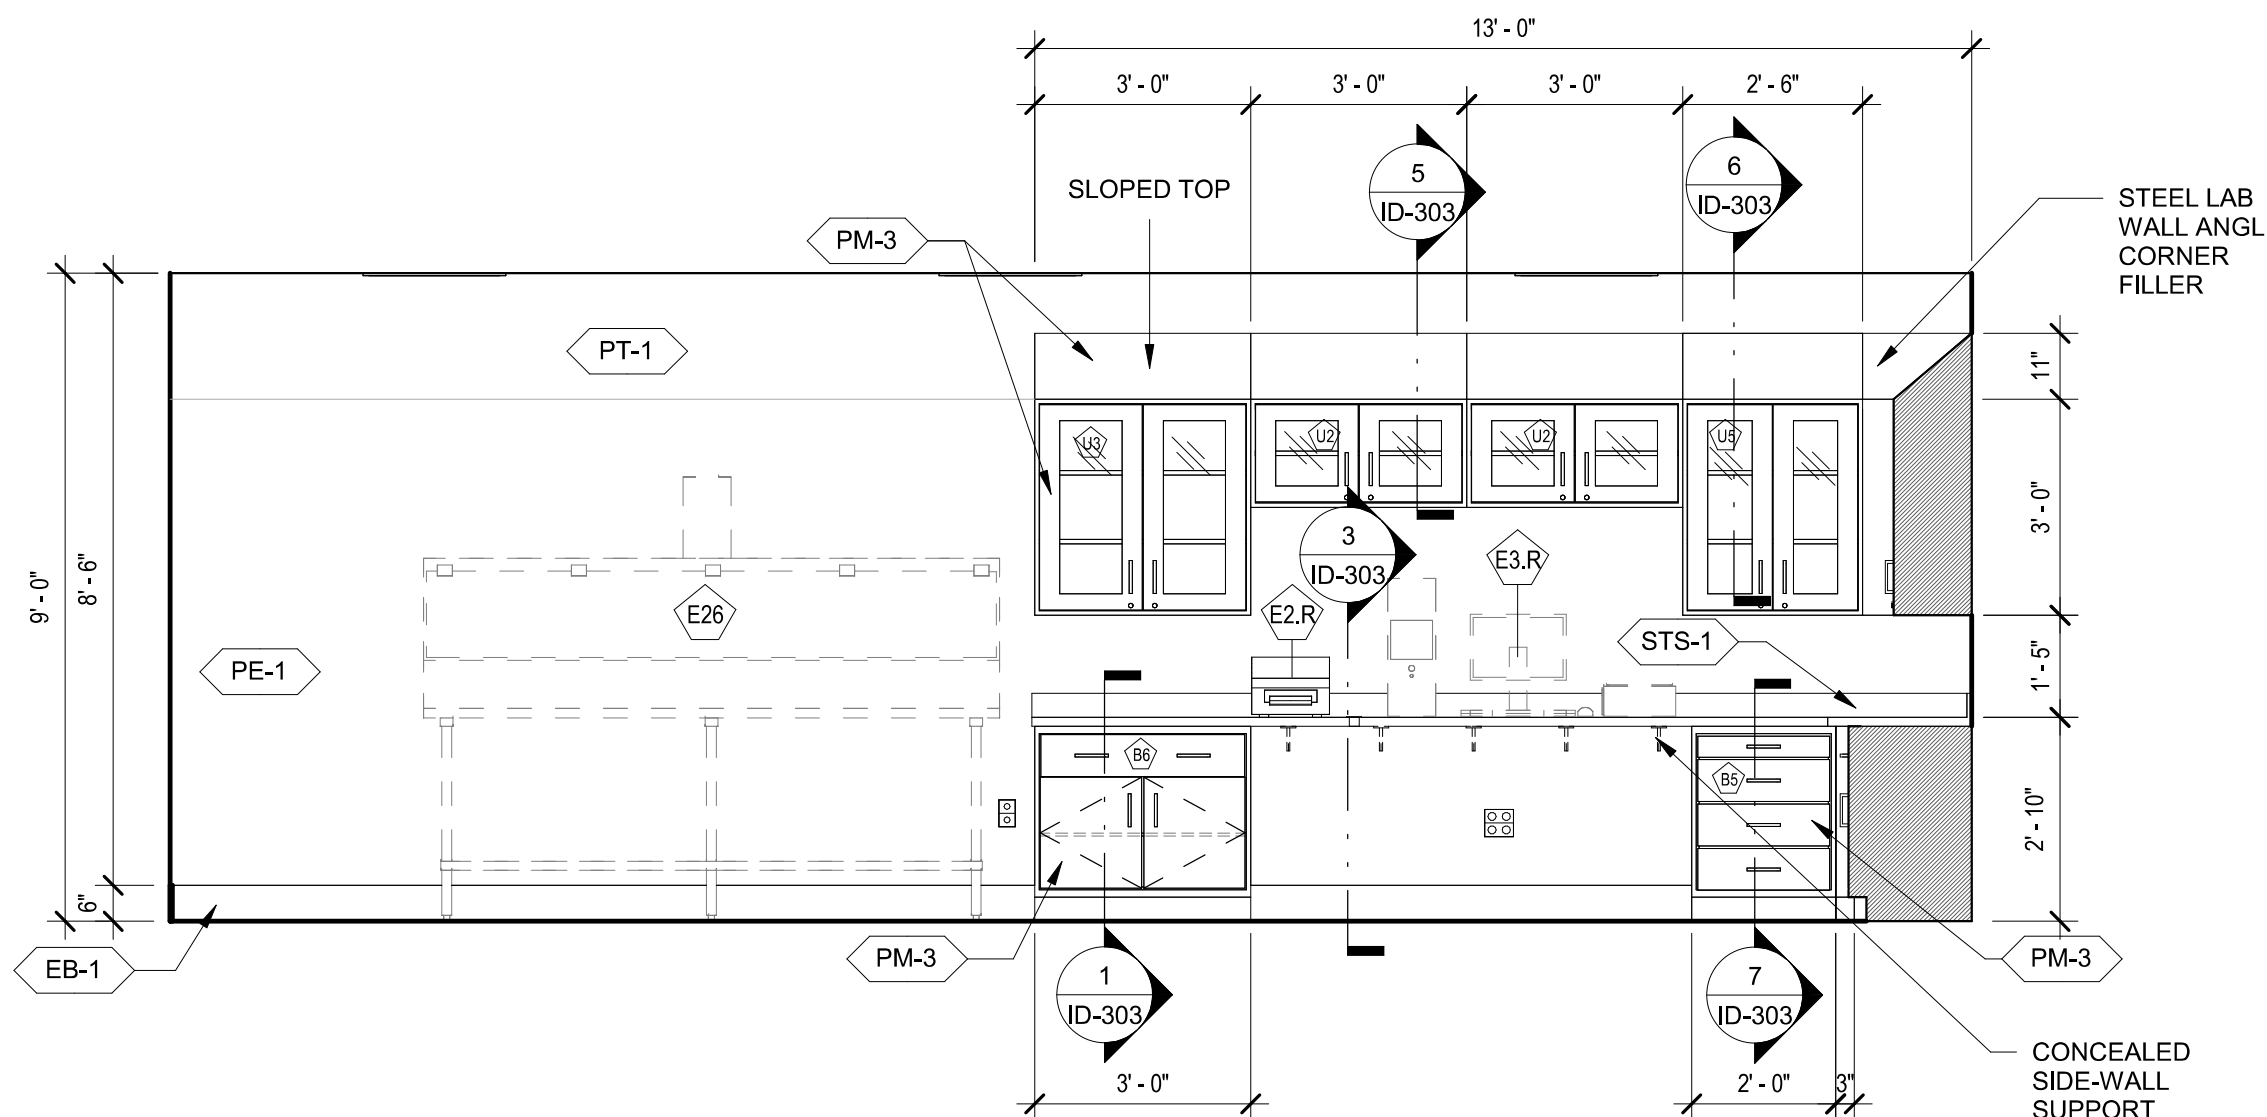 13' - 0"
3' - 0"
3' - 0"
3' - 0"
2' - 6"
5
ID-303
6
ID-303
SLOPED TOP
STEEL LAB
WALL ANGL
CORNER
FILLER
PM-3
PT-1
11"
U3
U2
U2
U5
3' - 0"
9' - 0"
8' - 6"
3
ID-303
E3.R
E26
E2.R
STS-1
PE-1
1' - 5"
B6
B5
2' - 10"
6"
EB-1
PM-3
PM-3
1
ID-303
7
ID-303
CONCEALED
SIDE-WALL
SUPPORT
3' - 0"
2' - 0"
3"